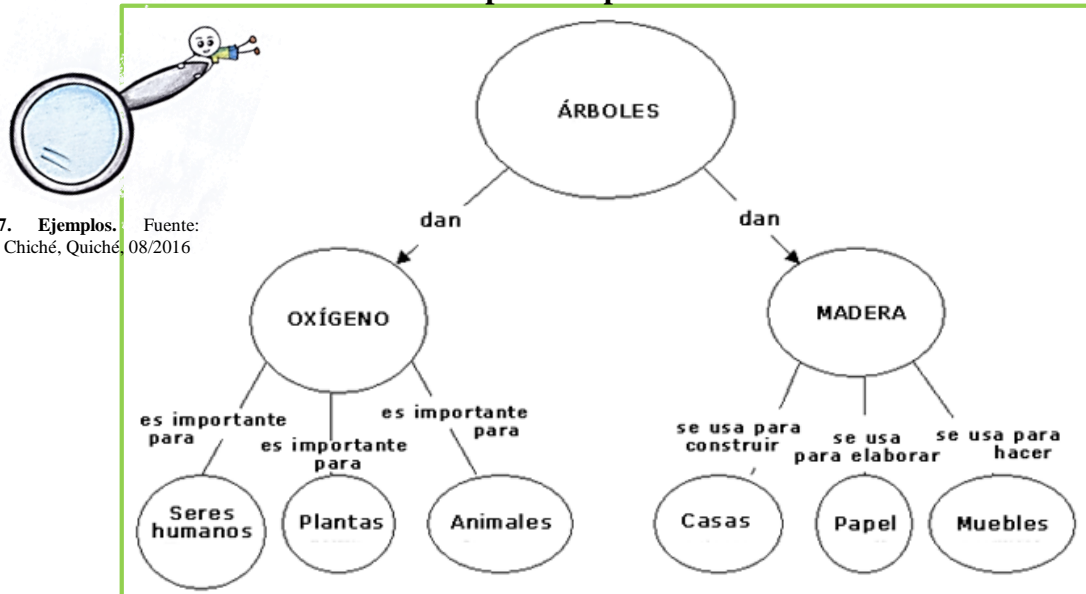 ÁRBOLES
7. Ejemplos. Fuente:
Chiché, Quiché, 08/2016
dan
dan
OXÍGENO
MADERA
es importante
para
es importante
para
es importante
para
se usa para
construir
se usa
para elaborar
se usa para
hacer
Seres
humanos
Plantas
Animales
Casas
Papel
Muebles